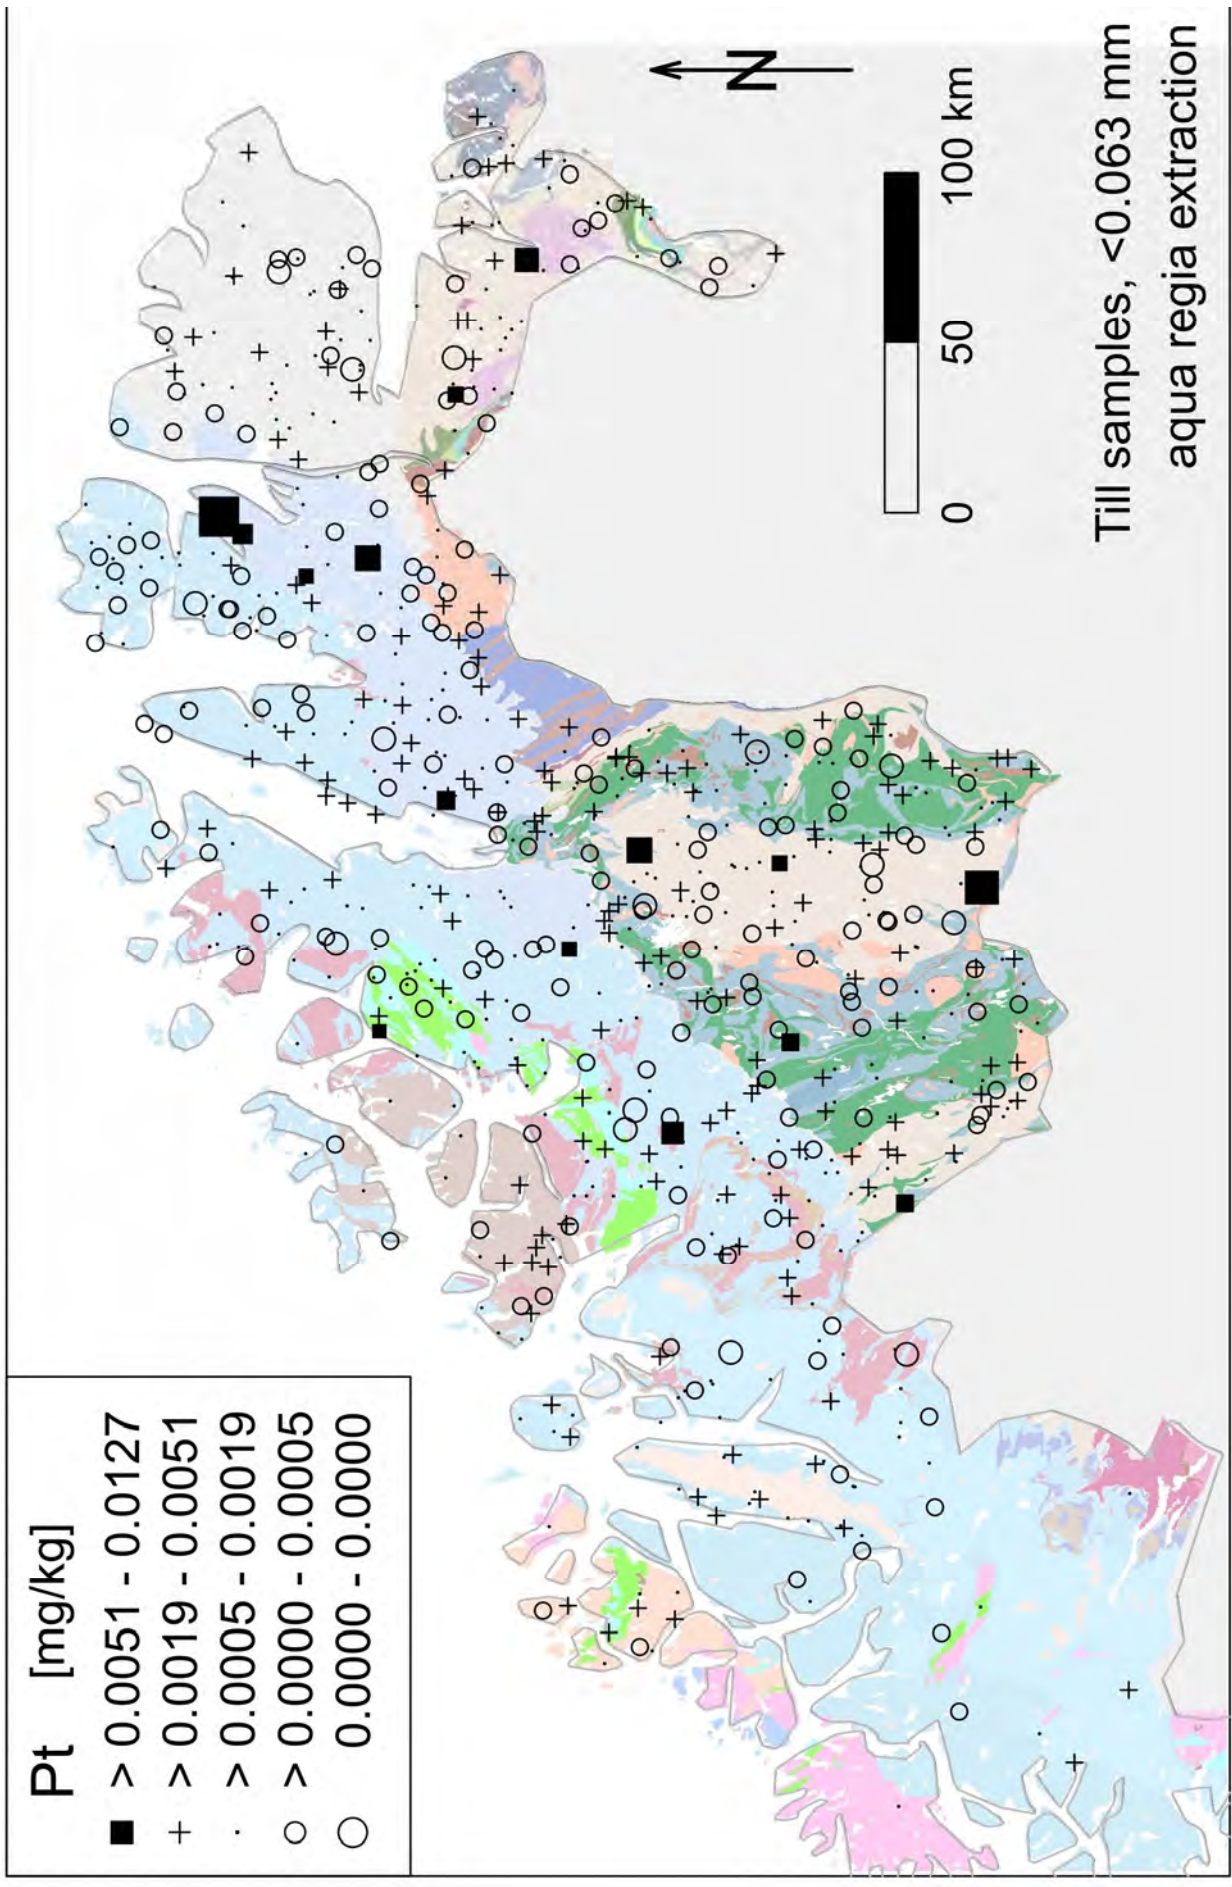 Pt [mg/kg]
> 0.0051 - 0.0127
> 0.0019 - 0.0051
> 0.0005 - 0.0019
> 0.0000 - 0.0005
0.0000 - 0.0000
N
0 50 100 km
Till samples, <0.063 mm
aqua regia extraction